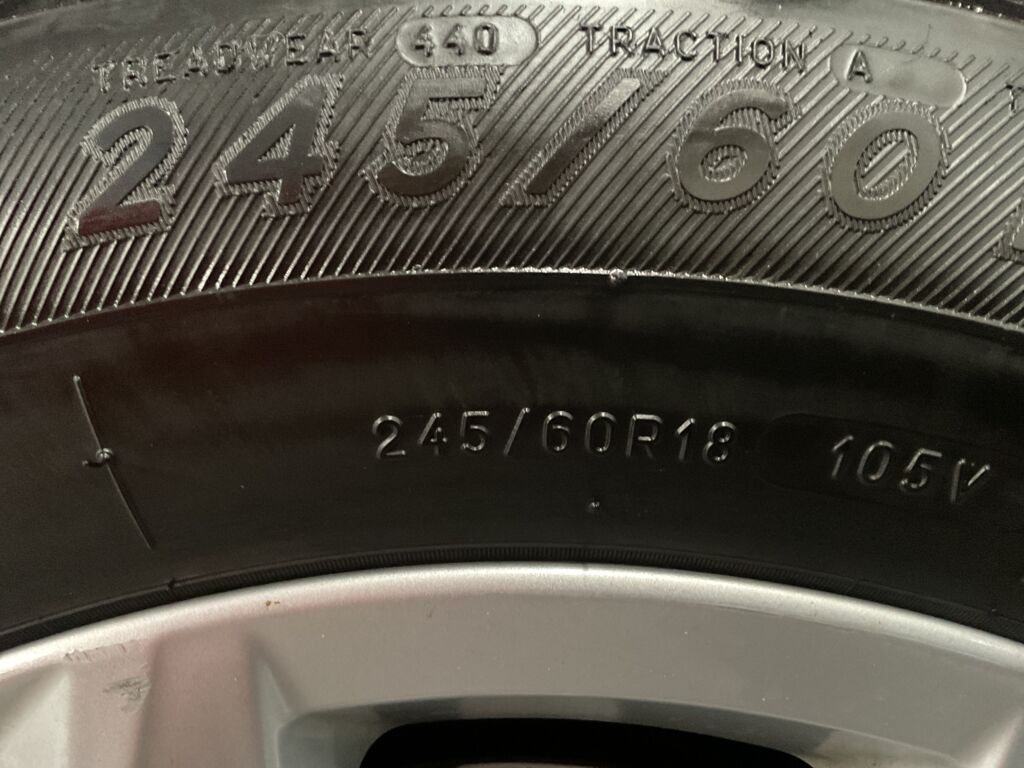 TREADWEAR 440 TRACTION A
245/60
245/60R18 105V